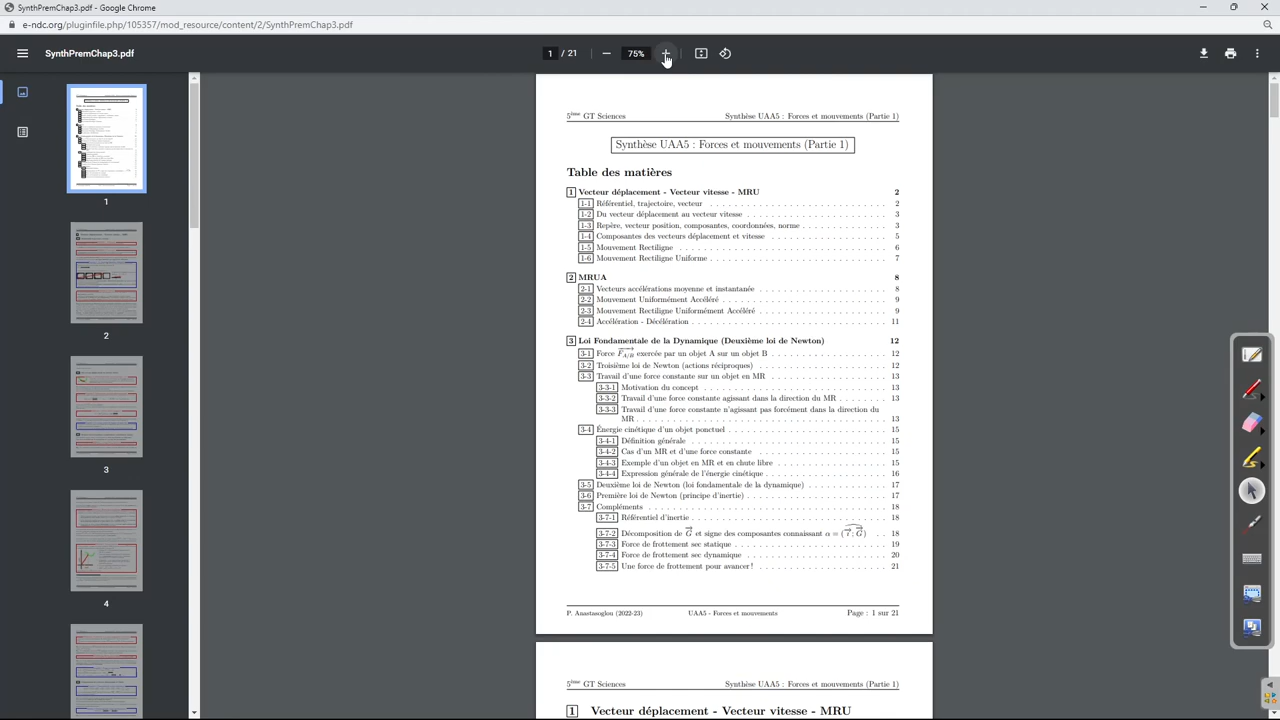 SynthPremChap3.pdf - Google Chrome
e-ndc.org/pluginfile.php/105357/mod_resource/content/2/SynthPremChap3.pdf
SynthPremChap3.pdf
1 / 21
75%
1
2
3
4
5ème GT Sciences Synthèse UAA5 : Forces et mouvements (Partie 1)
Synthèse UAA5 : Forces et mouvements (Partie 1)
Table des matières
1 Vecteur déplacement - Vecteur vitesse - MRU 2
1-1 Référentiel, trajectoire, vecteur . . . 2
1-2 Du vecteur déplacement au vecteur vitesse . . . 3
1-3 Repère, vecteur position, composantes, coordonnées, norme . . . 3
1-4 Composantes des vecteurs déplacement et vitesse . . . 5
1-5 Mouvement Rectiligne . . . 6
1-6 Mouvement Rectiligne Uniforme . . . 7
2 MRUA 8
2-1 Vecteurs accélérations moyenne et instantanée . . . 8
2-2 Mouvement Uniformément Accéléré . . . 9
2-3 Mouvement Rectiligne Uniformément Accéléré . . . 9
2-4 Accélération - Décélération . . . 11
3 Loi Fondamentale de la Dynamique (Deuxième loi de Newton) 12
3-1 Force F⃗A/B exercée par un objet A sur un objet B . . . 12
3-2 Troisième loi de Newton (actions réciproques) . . . 12
3-3 Travail d'une force constante sur un objet en MR . . . 13
3-3-1 Motivation du concept . . . 13
3-3-2 Travail d'une force constante agissant dans la direction du MR . . . 13
3-3-3 Travail d'une force constante n'agissant pas forcément dans la direction du
MR . . . 13
3-4 Énergie cinétique d'un objet ponctuel . . . 15
3-4-1 Définition générale . . . 15
3-4-2 Cas d'un MR et d'une force constante . . . 15
3-4-3 Exemple d'un objet en MR et en chute libre . . . 15
3-4-4 Expression générale de l'énergie cinétique . . . 16
3-5 Deuxième loi de Newton (loi fondamentale de la dynamique) . . . 17
3-6 Première loi de Newton (principe d'inertie) . . . 17
3-7 Compléments . . . 18
3-7-1 Référentiel d'inertie . . . 18
3-7-2 Décomposition de G⃗ et signe des composantes connaissant α = (i⃗ ; G⃗) . . 18
3-7-3 Force de frottement sec statique . . . 19
3-7-4 Force de frottement sec dynamique . . . 20
3-7-5 Une force de frottement pour avancer! . . . 21
P. Anastasoglou (2022-23) UAA5 - Forces et mouvements Page : 1 sur 21
5ème GT Sciences Synthèse UAA5 : Forces et mouvements (Partie 1)
1 Vecteur déplacement - Vecteur vitesse - MRU